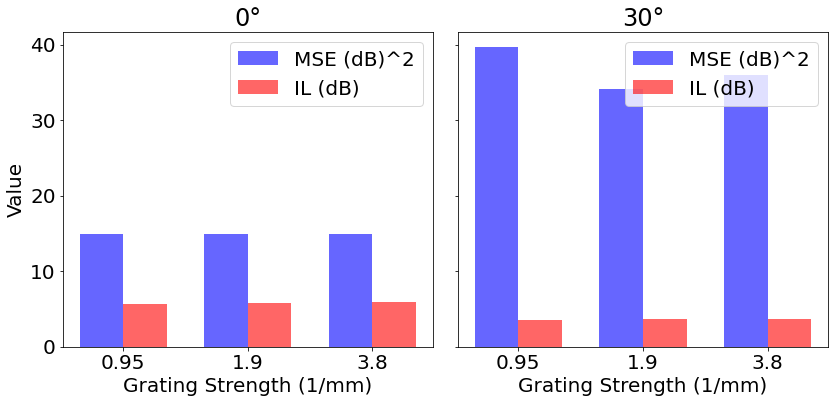 0°
30°
MSE (dB)^2
IL (dB)
MSE (dB)^2
IL (dB)
Value
40
30
20
10
0
0.95 1.9 3.8
0.95 1.9 3.8
Grating Strength (1/mm)
Grating Strength (1/mm)